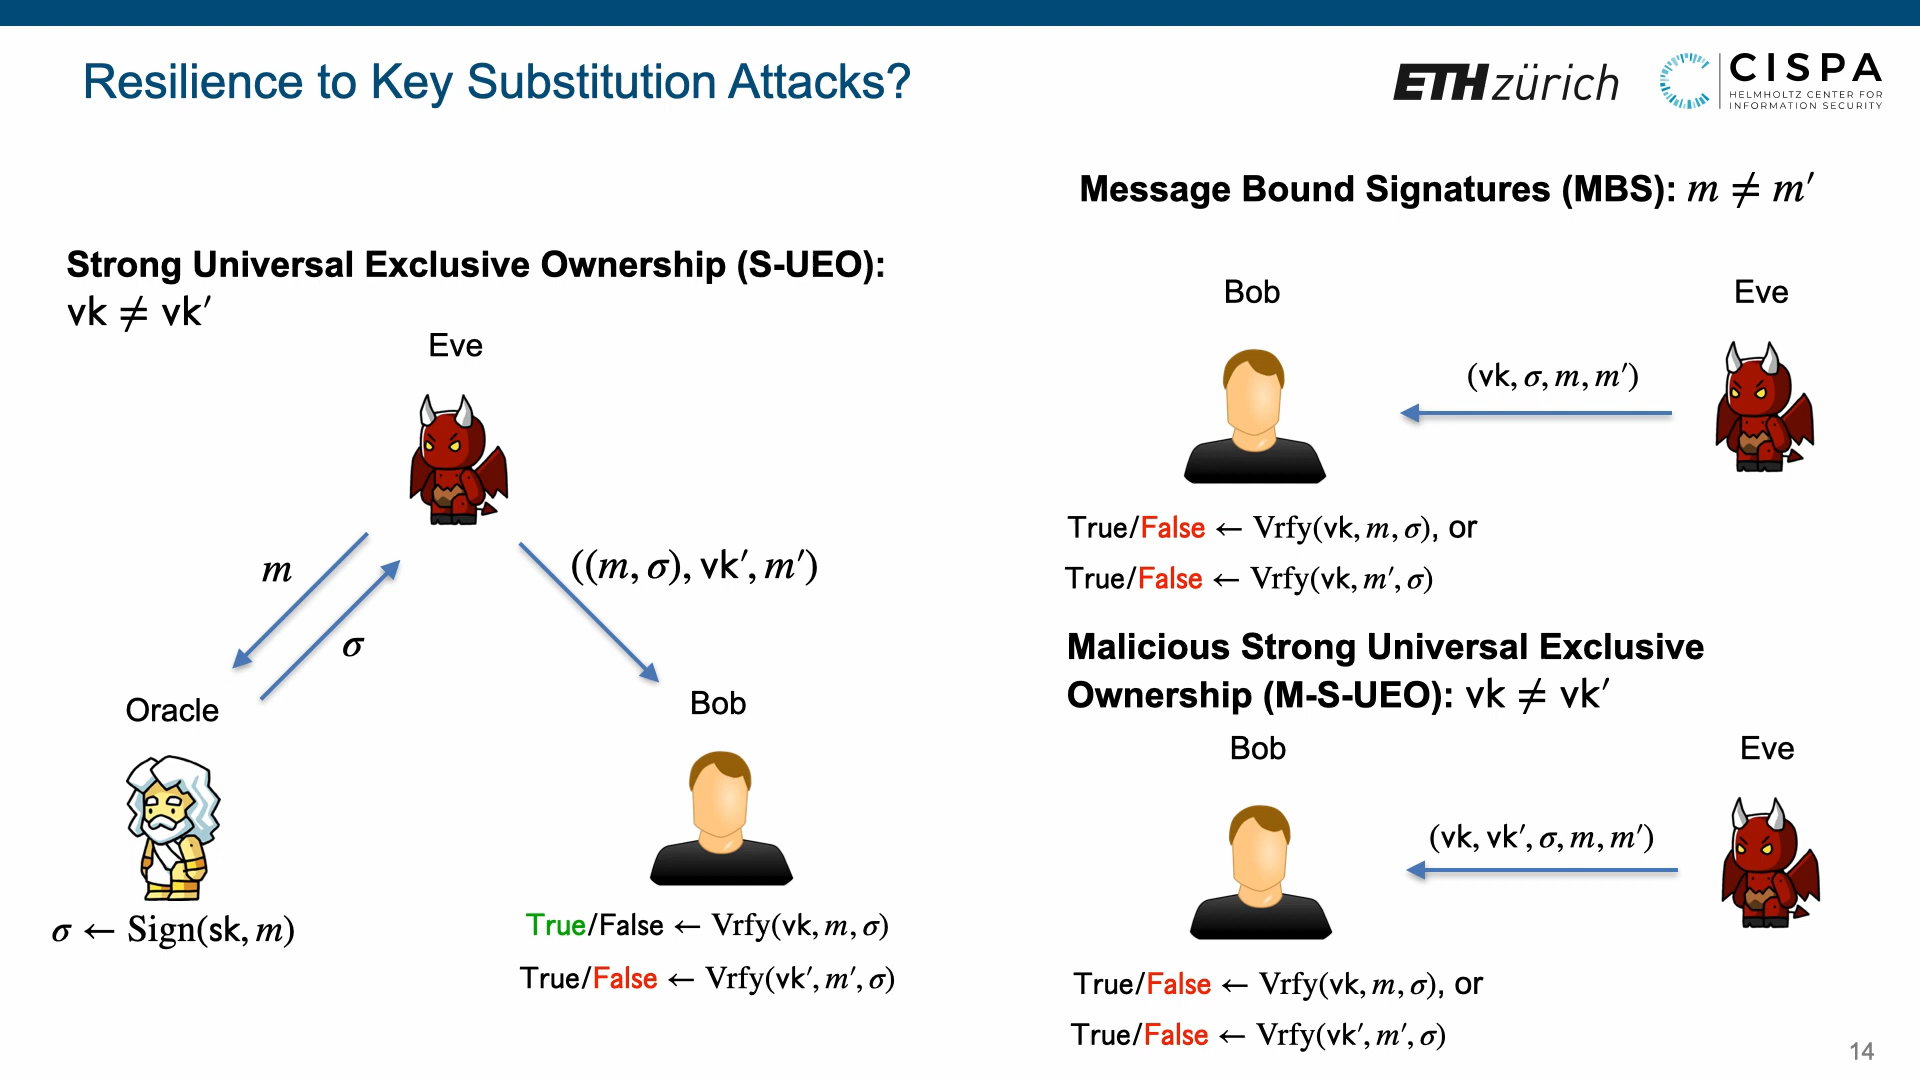 Resilience to Key Substitution Attacks?
ETH zürich
CISPA
HELMHOLTZ CENTER FOR
INFORMATION SECURITY
Strong Universal Exclusive Ownership (S-UEO):
vk ≠ vk′
Eve
m
σ
((m, σ), vk′, m′)
Oracle
Bob
σ ← Sign(sk, m)
True/False ← Vrfy(vk, m, σ)
True/False ← Vrfy(vk′, m′, σ)
Message Bound Signatures (MBS): m ≠ m′
Bob
Eve
(vk, σ, m, m′)
True/False ← Vrfy(vk, m, σ), or
True/False ← Vrfy(vk, m′, σ)
Malicious Strong Universal Exclusive
Ownership (M-S-UEO): vk ≠ vk′
Bob
Eve
(vk, vk′, σ, m, m′)
True/False ← Vrfy(vk, m, σ), or
True/False ← Vrfy(vk′, m′, σ)
14